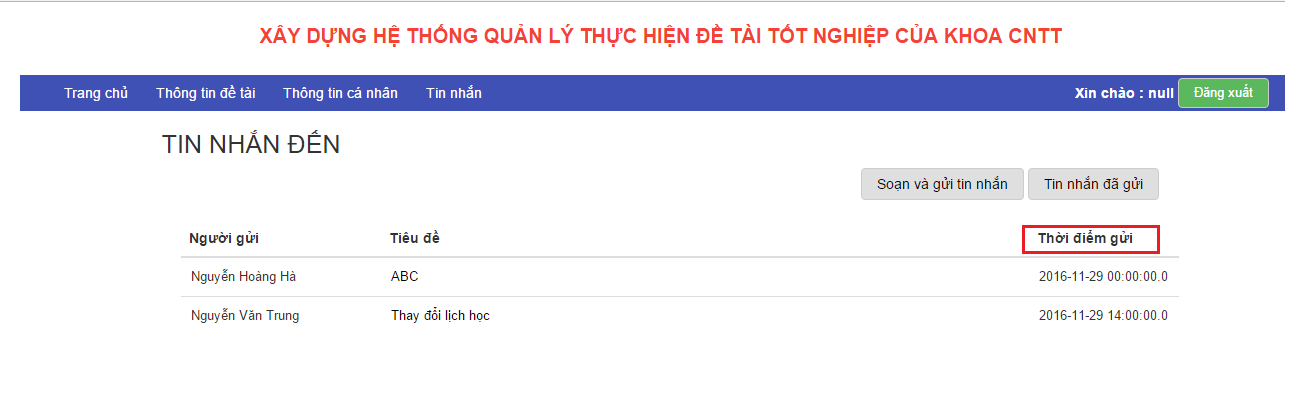 XÂY DỰNG HỆ THỐNG QUẢN LÝ THỰC HIỆN ĐỀ TÀI TỐT NGHIỆP CỦA KHOA CNTT
Trang chủ Thông tin đề tài Thông tin cá nhân Tin nhắn Xin chào : null Đăng xuất
TIN NHẮN ĐẾN
Soạn và gửi tin nhắn Tin nhắn đã gửi
Người gửi Tiêu đề Thời điểm gửi
Nguyễn Hoàng Hà ABC 2016-11-29 00:00:00.0
Nguyễn Văn Trung Thay đổi lịch học 2016-11-29 14:00:00.0